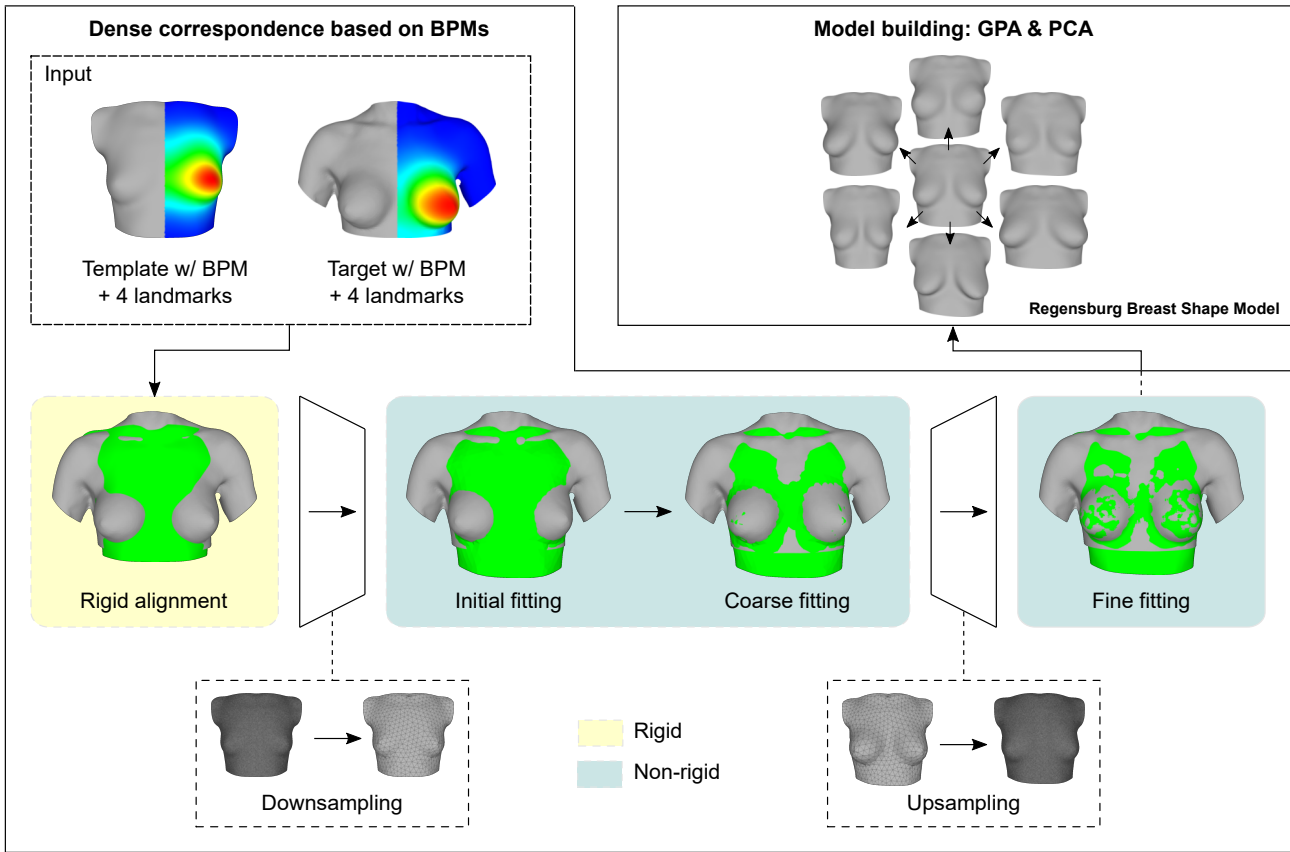 Dense correspondence based on BPMs
Input
Template w/ BPM
+ 4 landmarks
Target w/ BPM
+ 4 landmarks
Model building: GPA & PCA
Regensburg Breast Shape Model
Rigid alignment
Initial fitting
Coarse fitting
Fine fitting
Downsampling
Rigid
Non-rigid
Upsampling